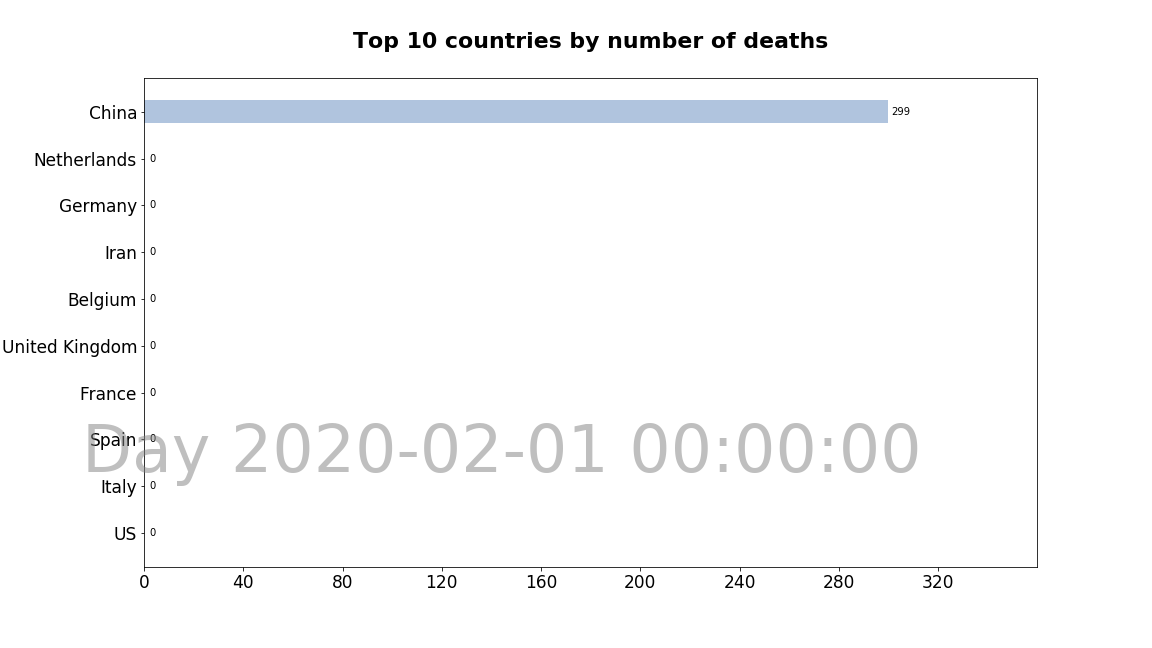 Top 10 countries by number of deaths
China 299
Netherlands 0
Germany 0
Iran 0
Belgium 0
United Kingdom 0
France 0
Spain 0
Day 2020-02-01 00:00:00
Italy 0
US 0
0 40 80 120 160 200 240 280 320